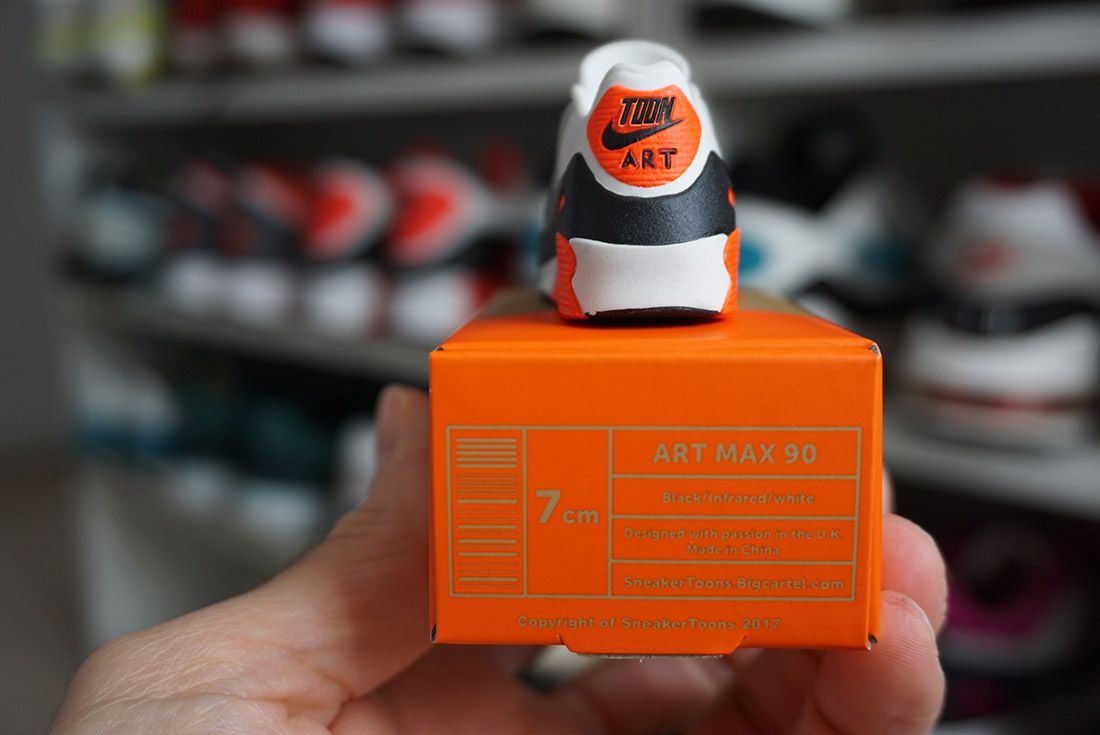 TOON
ART
7cm
ART MAX 90
Black/Infrared/white
Designed with passion in the U.K.
Made in China
SneakerToons.Bigcartel.com
Copyright of SneakerToons 2017